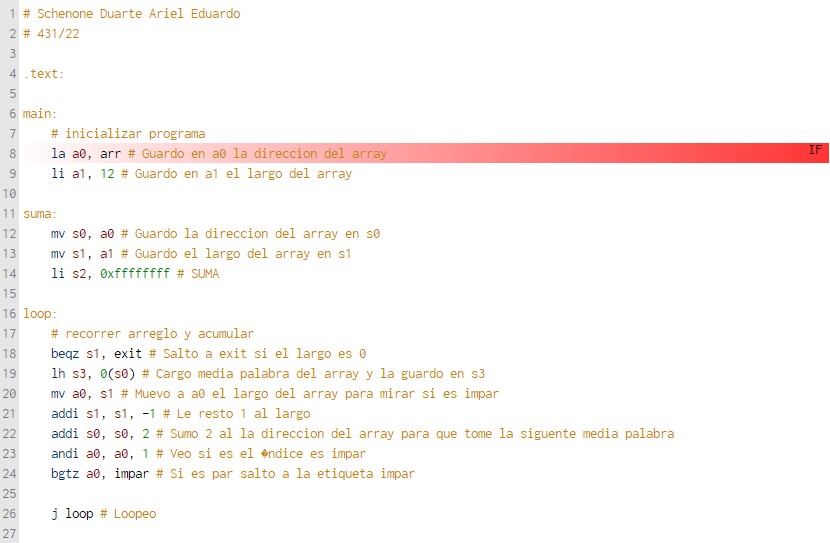 1 # Schenone Duarte Ariel Eduardo
2 # 431/22
3
4 .text:
5
6 main:
7     # inicializar programa
8     la a0, arr # Guardo en a0 la direccion del array IF
9     li a1, 12 # Guardo en a1 el largo del array
10
11 suma:
12     mv s0, a0 # Guardo la direccion del array en s0
13     mv s1, a1 # Guardo el largo del array en s1
14     li s2, 0xffffffff # SUMA
15
16 loop:
17     # recorrer arreglo y acumular
18     beqz s1, exit # Salto a exit si el largo es 0
19     lh s3, 0(s0) # Cargo media palabra del array y la guardo en s3
20     mv a0, s1 # Muevo a a0 el largo del array para mirar si es impar
21     addi s1, s1, -1 # Le resto 1 al largo
22     addi s0, s0, 2 # Sumo 2 al la direccion del array para que tome la siguente media palabra
23     andi a0, a0, 1 # Veo si es el �ndice es impar
24     bgtz a0, impar # Si es par salto a la etiqueta impar
25
26     j loop # Loopeo
27